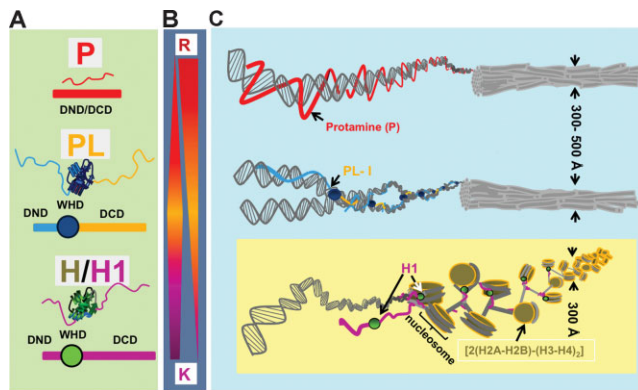 A
B
C
P
DND/DCD
PL
WHD
DND
DCD
H/H1
WHD
DND
DCD
R
K
Protamine (P)
300- 500 Å
PL- I
H1
nucleosome
300 Å
[2(H2A-H2B)-(H3-H4)₂]